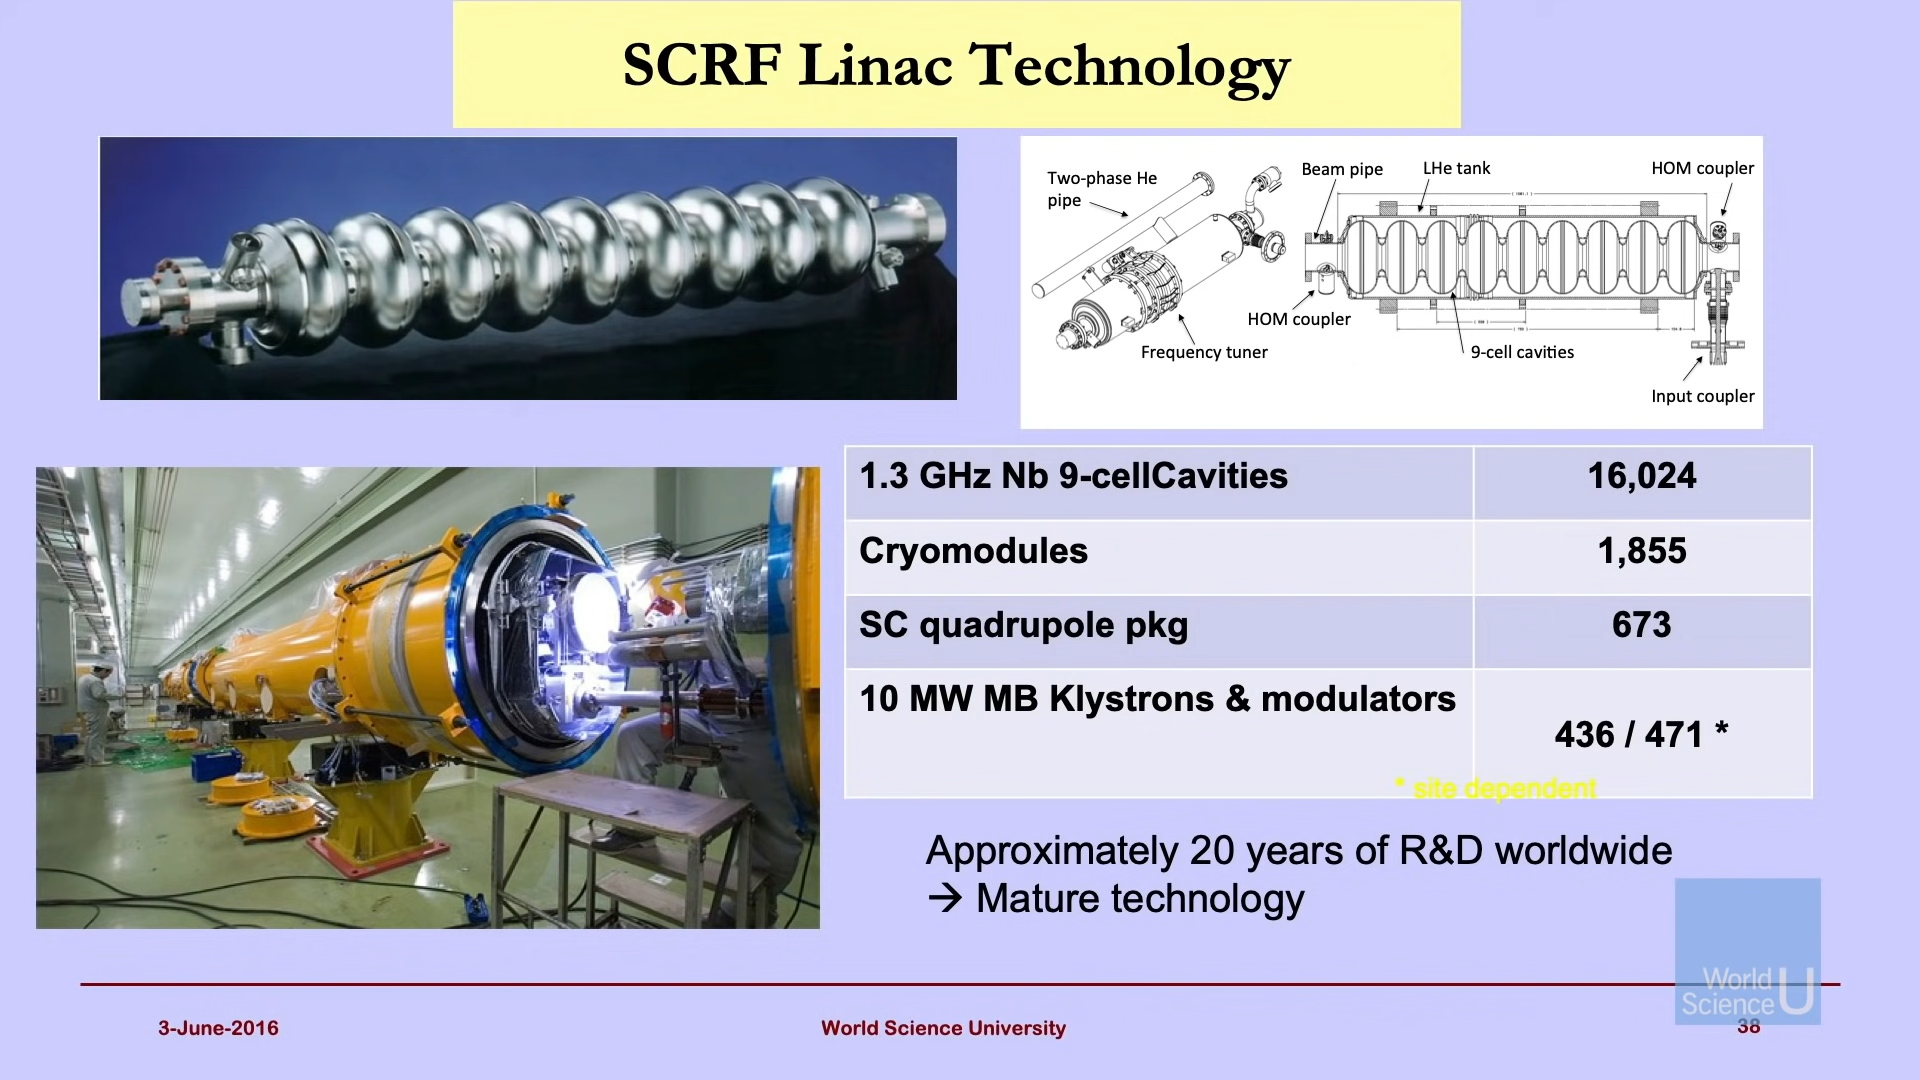 SCRF Linac Technology
Two-phase He
pipe
Beam pipe
LHe tank
HOM coupler
HOM coupler
Frequency tuner
9-cell cavities
Input coupler
1.3 GHz Nb 9-cellCavities 16,024
Cryomodules 1,855
SC quadrupole pkg 673
10 MW MB Klystrons & modulators 436 / 471 *
* site dependent
Approximately 20 years of R&D worldwide
→ Mature technology
World
Science U
3-June-2016 World Science University 38